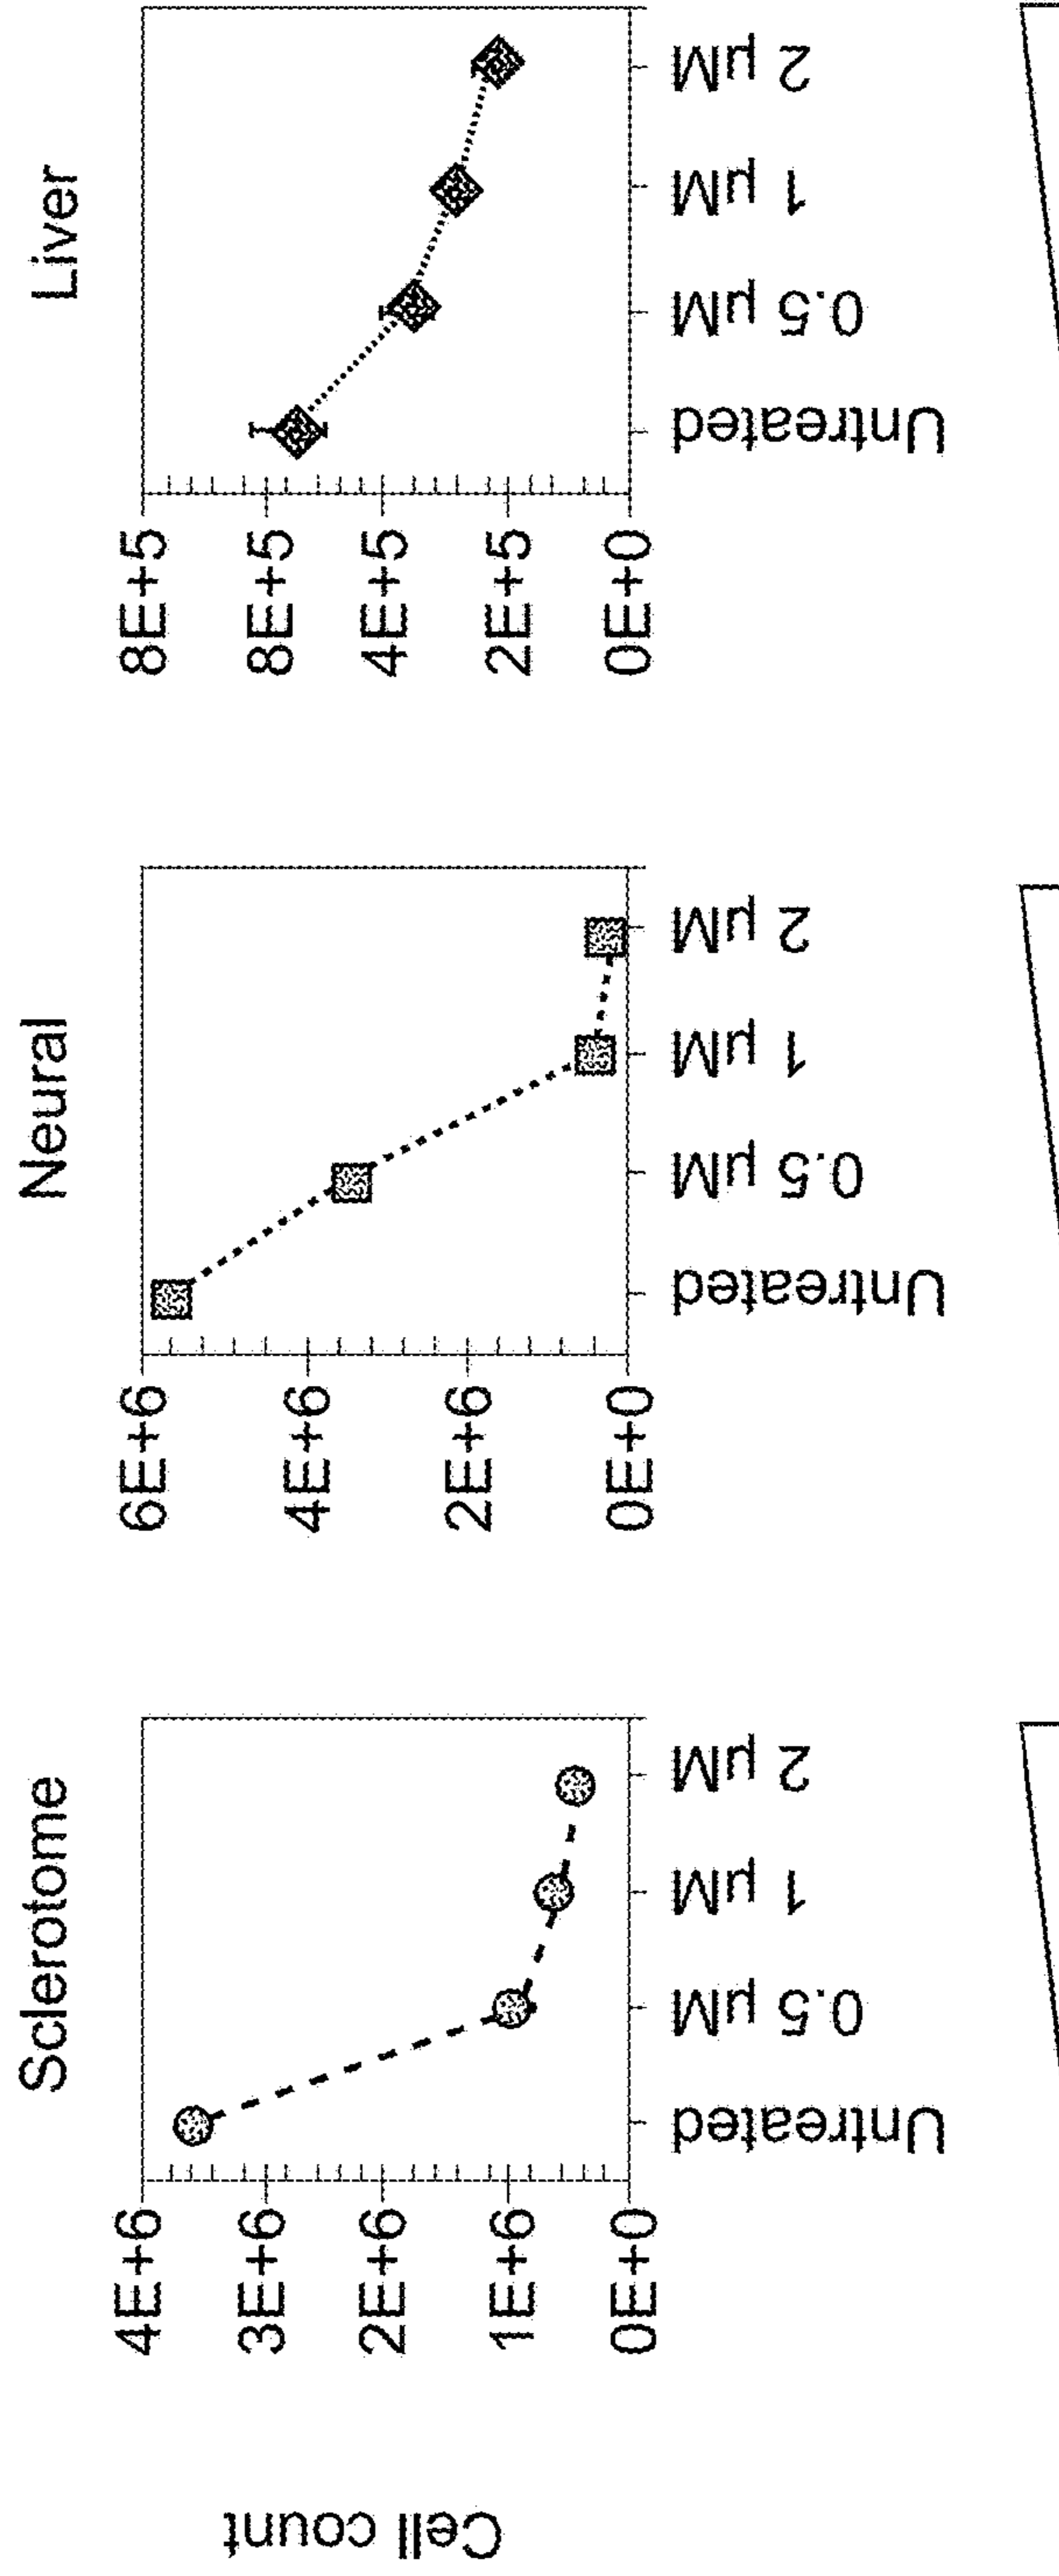 Sclerotome
Cell count
4E+6
3E+6
2E+6
1E+6
0E+0
Untreated
0.5 µM
1 µM
2 µM
Neural
6E+6
4E+6
2E+6
0E+0
Untreated
0.5 µM
1 µM
2 µM
Liver
8E+5
8E+5
4E+5
2E+5
0E+0
Untreated
0.5 µM
1 µM
2 µM